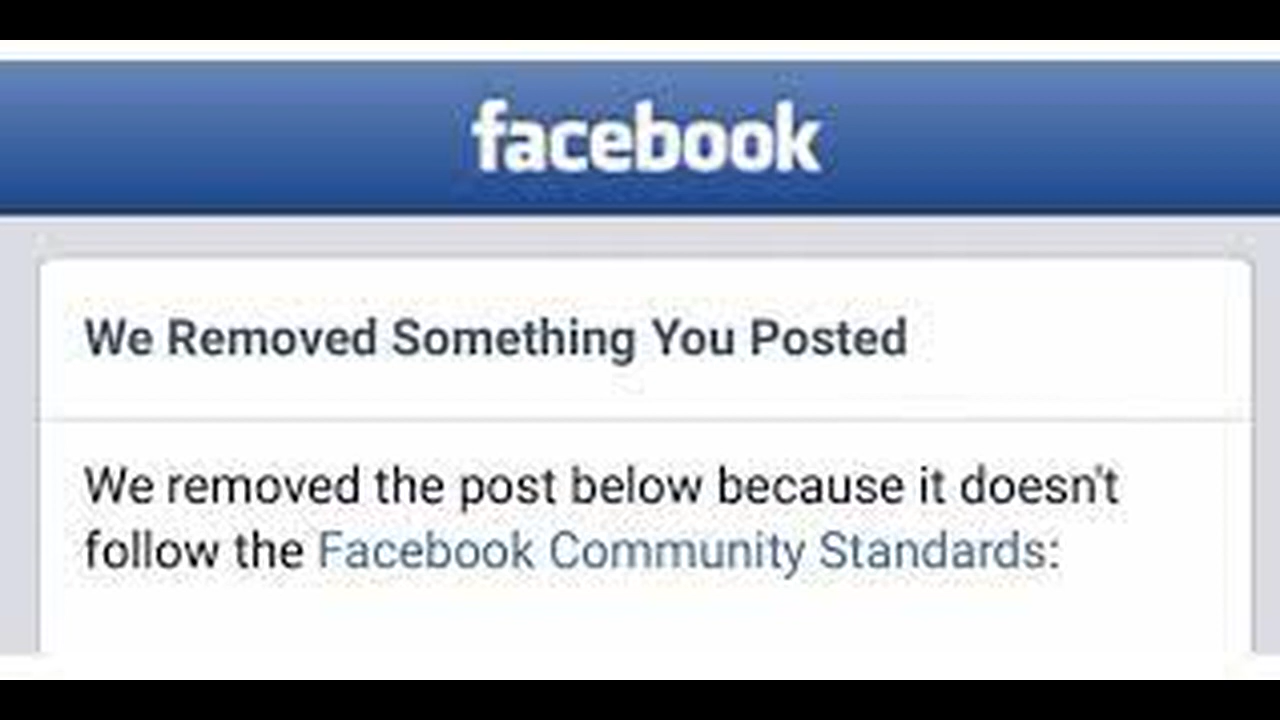 facebook
We Removed Something You Posted
We removed the post below because it doesn't
follow the Facebook Community Standards: